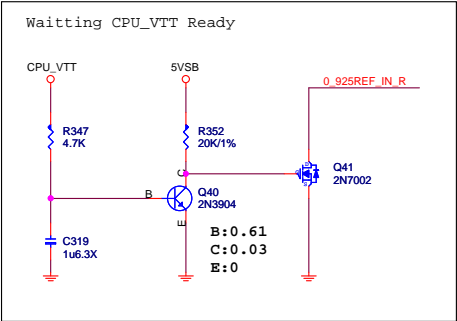 Waitting CPU_VTT Ready
CPU_VTT
5VSB
0_925REF_IN_R
R347
4.7K
R352
20K/1%
C
Q41
2N7002
B
Q40
2N3904
E
B:0.61
C:0.03
E:0
C319
1u6.3X